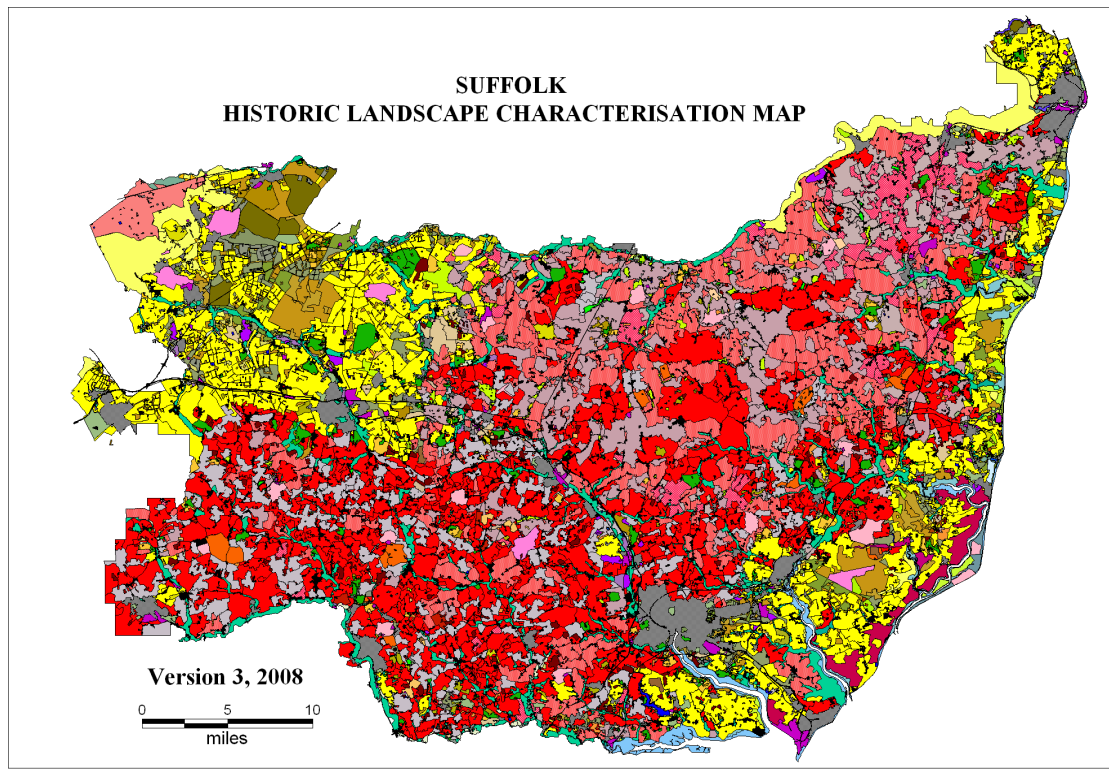 SUFFOLK
HISTORIC LANDSCAPE CHARACTERISATION MAP
Version 3, 2008
0 5 10
miles